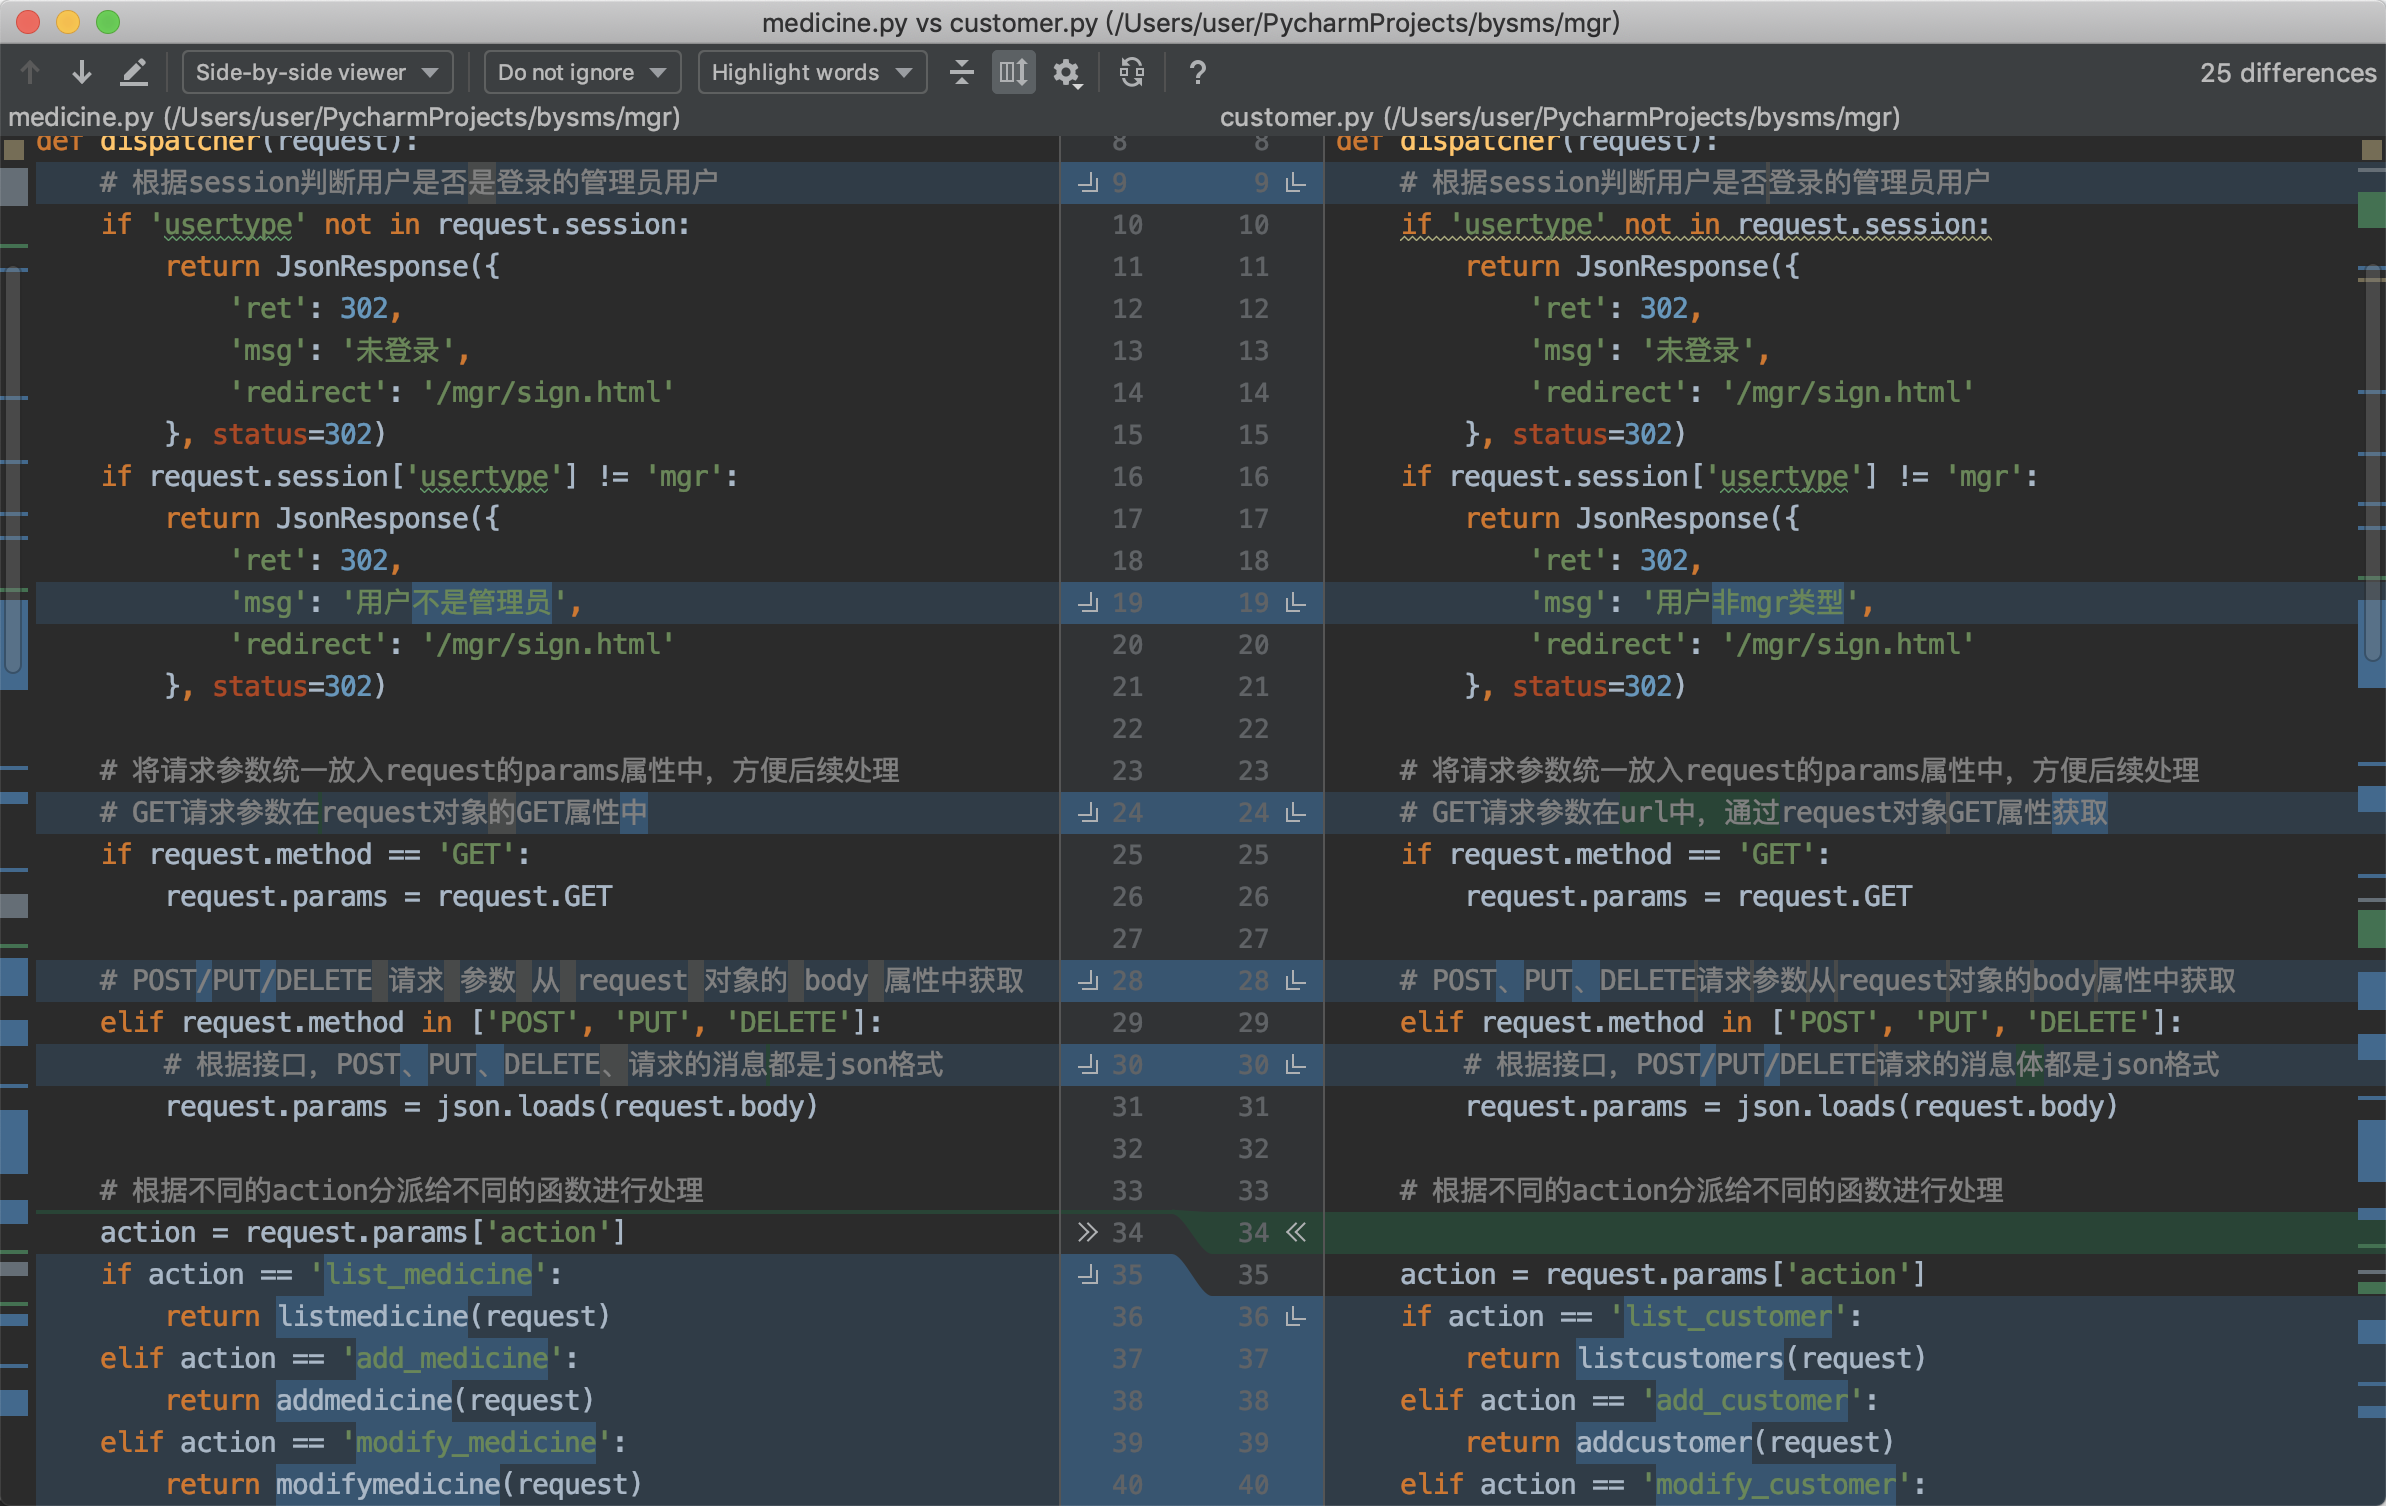 medicine.py vs customer.py (/Users/user/PycharmProjects/bysms/mgr)
Side-by-side viewer
Do not ignore
Highlight words
?
25 differences
medicine.py (/Users/user/PycharmProjects/bysms/mgr)
def dispatcher(request):
# 根据session判断用户是否是登录的管理员用户
if 'usertype' not in request.session:
return JsonResponse({
'ret': 302,
'msg': '未登录',
'redirect': '/mgr/sign.html'
}, status=302)
if request.session['usertype'] != 'mgr':
return JsonResponse({
'ret': 302,
'msg': '用户不是管理员',
'redirect': '/mgr/sign.html'
}, status=302)
# 将请求参数统一放入request的params属性中，方便后续处理
# GET请求参数在request对象的GET属性中
if request.method == 'GET':
request.params = request.GET
# POST/PUT/DELETE 请求 参数 从 request 对象的 body 属性中获取
elif request.method in ['POST', 'PUT', 'DELETE']:
# 根据接口，POST、PUT、DELETE、请求的消息都是json格式
request.params = json.loads(request.body)
# 根据不同的action分派给不同的函数进行处理
action = request.params['action']
if action == 'list_medicine':
return listmedicine(request)
elif action == 'add_medicine':
return addmedicine(request)
elif action == 'modify_medicine':
return modifymedicine(request)
8 8
9 9
10 10
11 11
12 12
13 13
14 14
15 15
16 16
17 17
18 18
19 19
20 20
21 21
22 22
23 23
24 24
25 25
26 26
27 27
28 28
29 29
30 30
31 31
32 32
33 33
34 34
35 35
36 36
37 37
38 38
39 39
40 40
customer.py (/Users/user/PycharmProjects/bysms/mgr)
def dispatcher(request):
# 根据session判断用户是否登录的管理员用户
if 'usertype' not in request.session:
return JsonResponse({
'ret': 302,
'msg': '未登录',
'redirect': '/mgr/sign.html'
}, status=302)
if request.session['usertype'] != 'mgr':
return JsonResponse({
'ret': 302,
'msg': '用户非mgr类型',
'redirect': '/mgr/sign.html'
}, status=302)
# 将请求参数统一放入request的params属性中，方便后续处理
# GET请求参数在url中，通过request对象GET属性获取
if request.method == 'GET':
request.params = request.GET
# POST、PUT、DELETE请求参数从request对象的body属性中获取
elif request.method in ['POST', 'PUT', 'DELETE']:
# 根据接口，POST/PUT/DELETE请求的消息体都是json格式
request.params = json.loads(request.body)
# 根据不同的action分派给不同的函数进行处理
action = request.params['action']
if action == 'list_customer':
return listcustomers(request)
elif action == 'add_customer':
return addcustomer(request)
elif action == 'modify_customer':